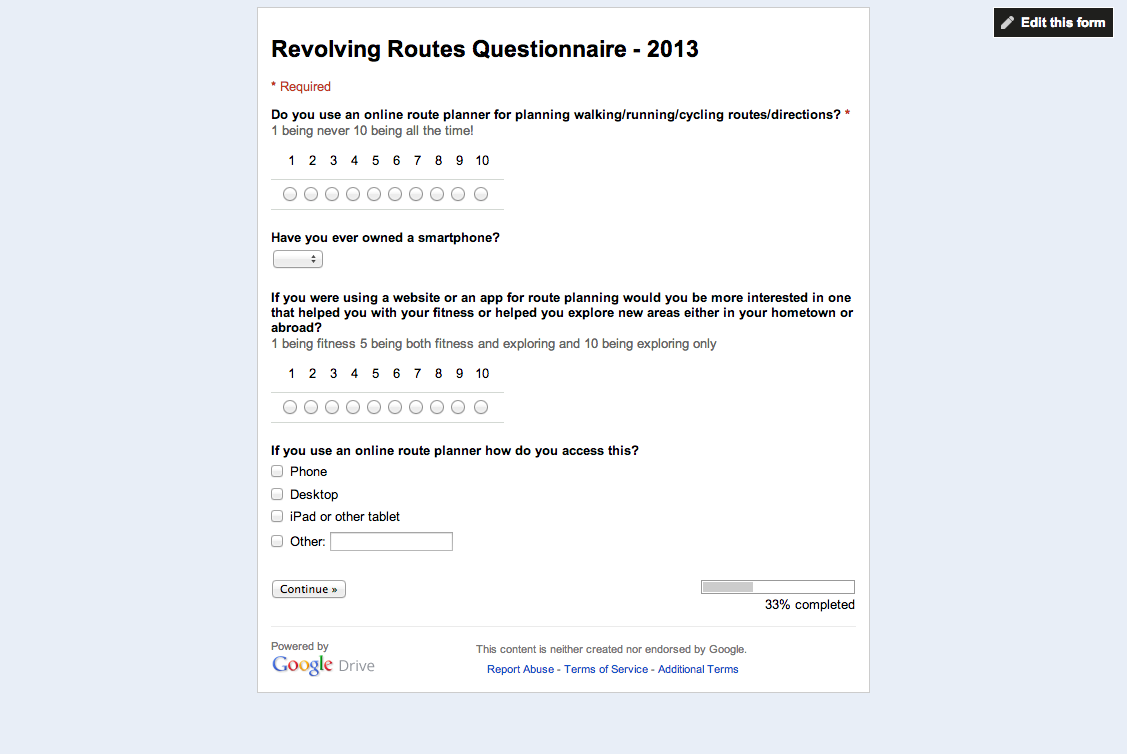 Edit this form
Revolving Routes Questionnaire - 2013
* Required
Do you use an online route planner for planning walking/running/cycling routes/directions? *
1 being never 10 being all the time!
1 2 3 4 5 6 7 8 9 10
Have you ever owned a smartphone?
If you were using a website or an app for route planning would you be more interested in one
that helped you with your fitness or helped you explore new areas either in your hometown or
abroad?
1 being fitness 5 being both fitness and exploring and 10 being exploring only
1 2 3 4 5 6 7 8 9 10
If you use an online route planner how do you access this?
Phone
Desktop
iPad or other tablet
Other:
Continue »
33% completed
Powered by
Google Drive
This content is neither created nor endorsed by Google.
Report Abuse - Terms of Service - Additional Terms